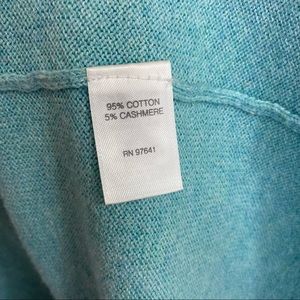 95% COTTON
5% CASHMERE
RN 97641